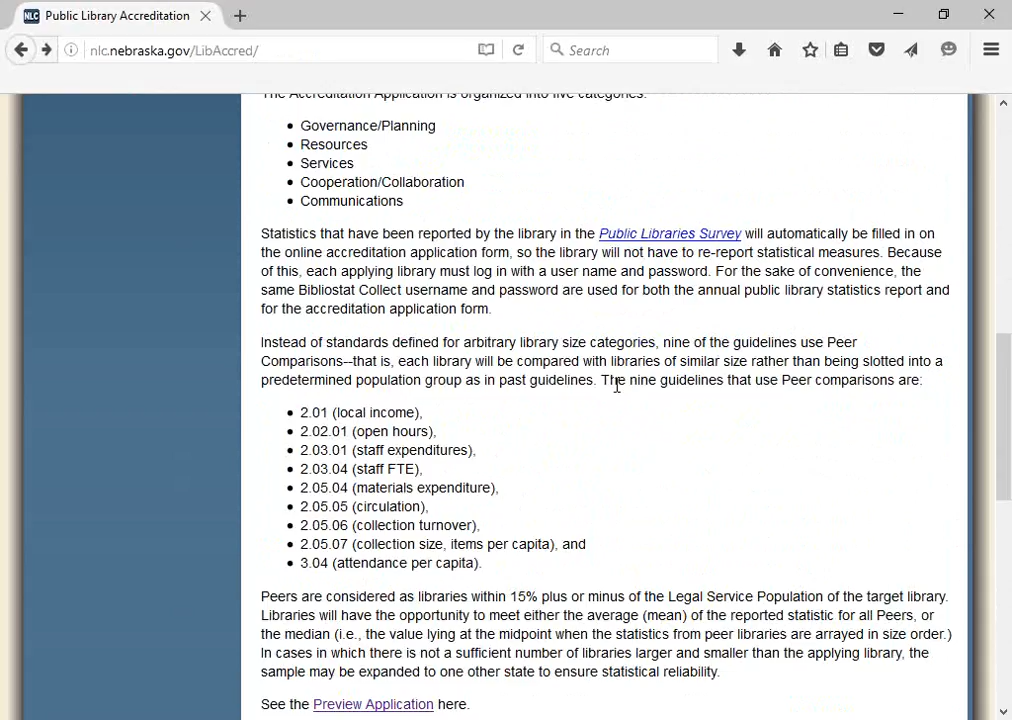 NLC Public Library Accreditation
nlc.nebraska.gov/LibAccred/
Search
The Accreditation Application is organized into five categories:
Governance/Planning
Resources
Services
Cooperation/Collaboration
Communications
Statistics that have been reported by the library in the Public Libraries Survey will automatically be filled in on
the online accreditation application form, so the library will not have to re-report statistical measures. Because
of this, each applying library must log in with a user name and password. For the sake of convenience, the
same Bibliostat Collect username and password are used for both the annual public library statistics report and
for the accreditation application form.
Instead of standards defined for arbitrary library size categories, nine of the guidelines use Peer
Comparisons--that is, each library will be compared with libraries of similar size rather than being slotted into a
predetermined population group as in past guidelines. The nine guidelines that use Peer comparisons are:
2.01 (local income),
2.02.01 (open hours),
2.03.01 (staff expenditures),
2.03.04 (staff FTE),
2.05.04 (materials expenditure),
2.05.05 (circulation),
2.05.06 (collection turnover),
2.05.07 (collection size, items per capita), and
3.04 (attendance per capita).
Peers are considered as libraries within 15% plus or minus of the Legal Service Population of the target library.
Libraries will have the opportunity to meet either the average (mean) of the reported statistic for all Peers, or
the median (i.e., the value lying at the midpoint when the statistics from peer libraries are arrayed in size order.)
In cases in which there is not a sufficient number of libraries larger and smaller than the applying library, the
sample may be expanded to one other state to ensure statistical reliability.
See the Preview Application here.